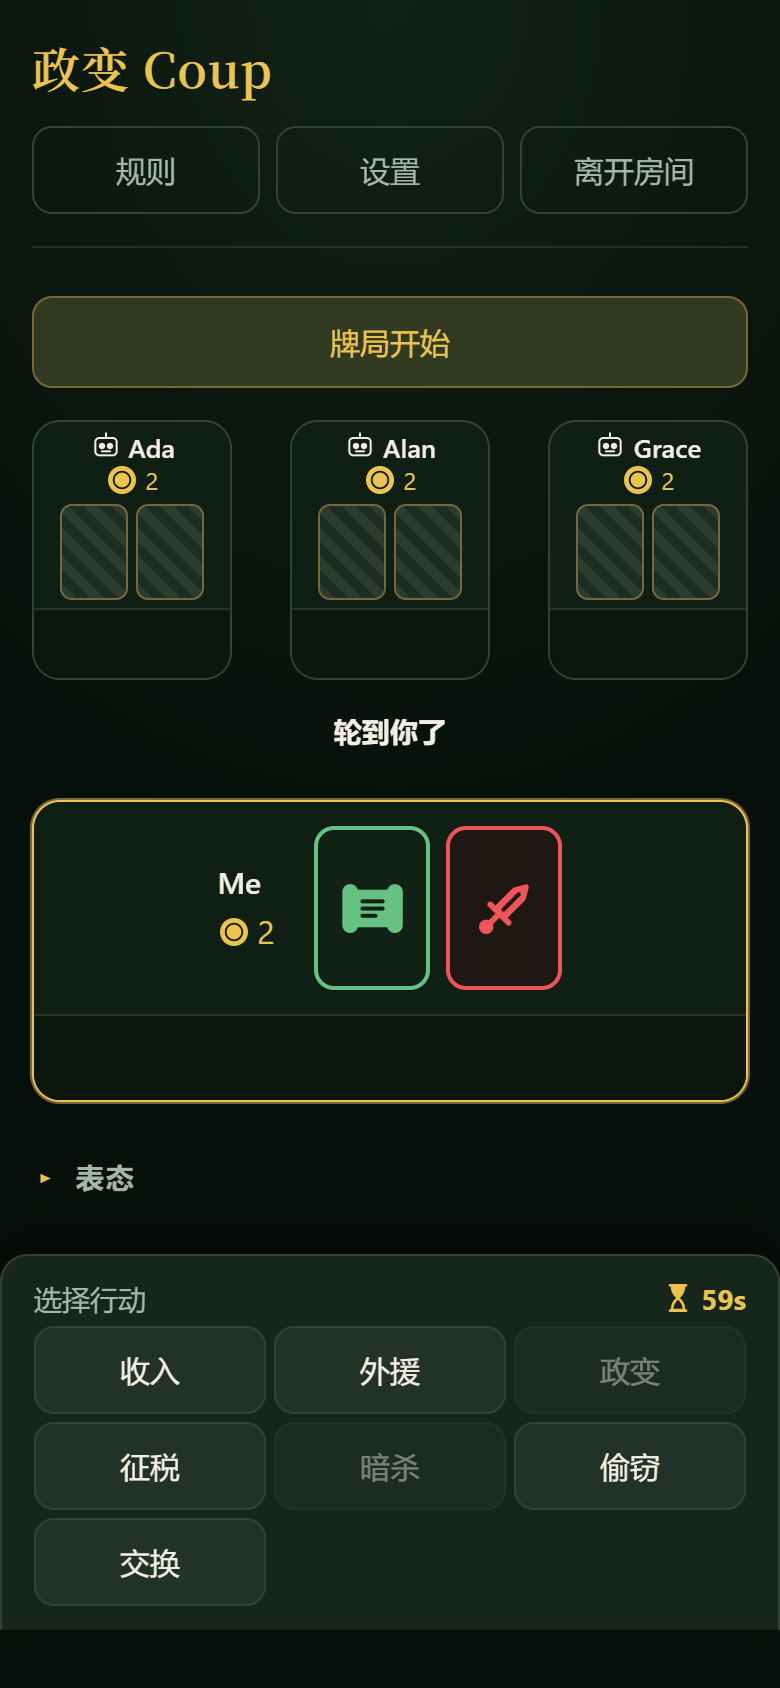 政变 Coup
规则 设置 离开房间
牌局开始
Ada Alan Grace
2 2 2
轮到你了
Me
2
表态
选择行动 59s
收入 外援 政变
征税 暗杀 偷窃
交换